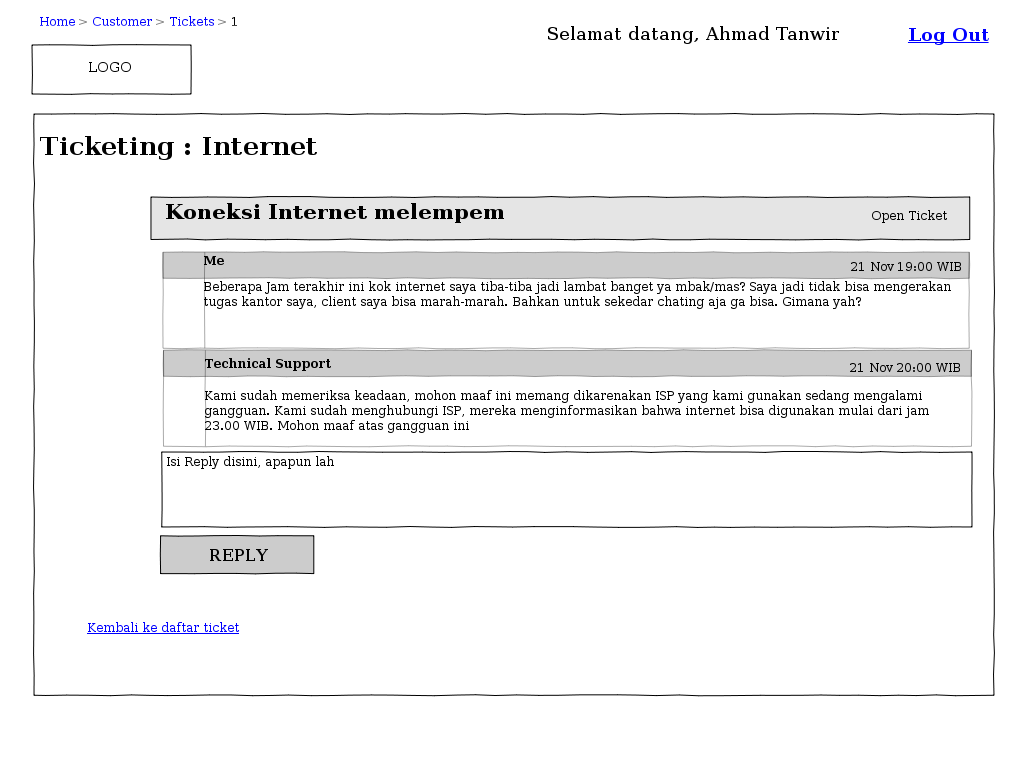 Home > Customer > Tickets > 1
Selamat datang, Ahmad Tanwir
Log Out
LOGO
Ticketing : Internet
Koneksi Internet melempem
Open Ticket
Me
21 Nov 19:00 WIB
Beberapa Jam terakhir ini kok internet saya tiba-tiba jadi lambat banget ya mbak/mas? Saya jadi tidak bisa mengerakan
tugas kantor saya, client saya bisa marah-marah. Bahkan untuk sekedar chating aja ga bisa. Gimana yah?
Technical Support
21 Nov 20:00 WIB
Kami sudah memeriksa keadaan, mohon maaf ini memang dikarenakan ISP yang kami gunakan sedang mengalami
gangguan. Kami sudah menghubungi ISP, mereka menginformasikan bahwa internet bisa digunakan mulai dari jam
23.00 WIB. Mohon maaf atas gangguan ini
Isi Reply disini, apapun lah
REPLY
Kembali ke daftar ticket